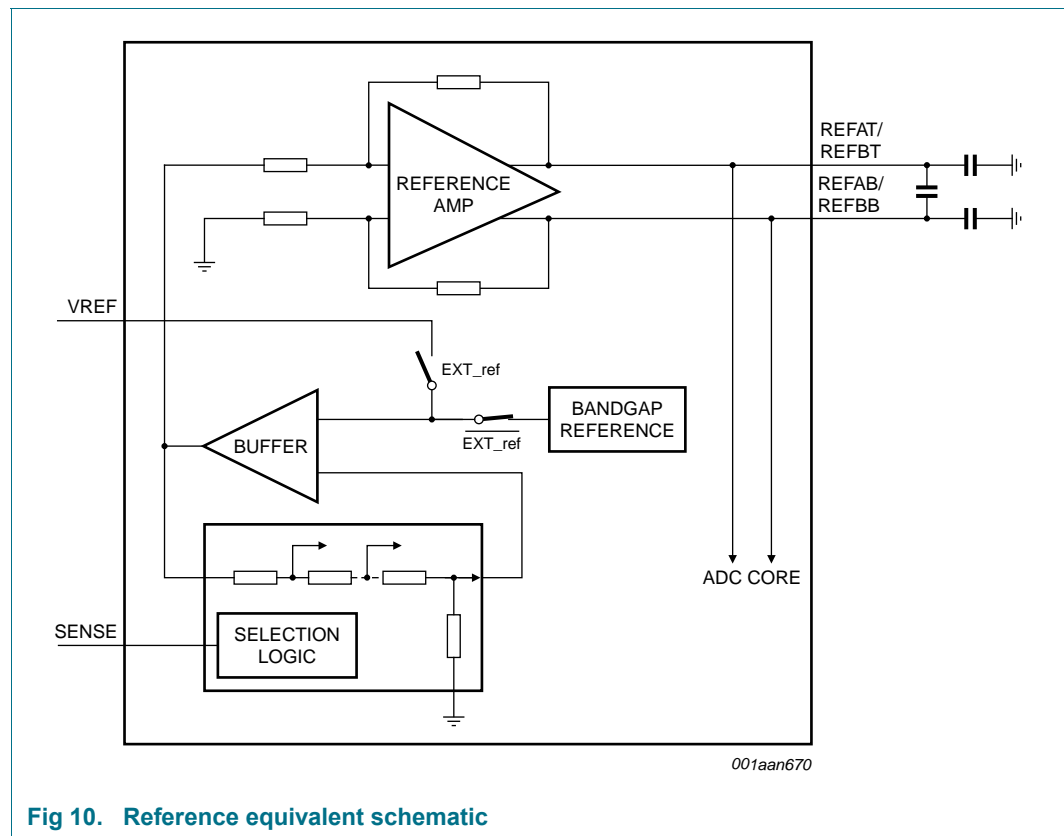 REFERENCE
AMP
REFAT/
REFBT
REFAB/
REFBB
VREF
EXT_ref
BUFFER
EXT_ref
BANDGAP
REFERENCE
ADC CORE
SENSE
SELECTION
LOGIC
001aan670
Fig 10. Reference equivalent schematic